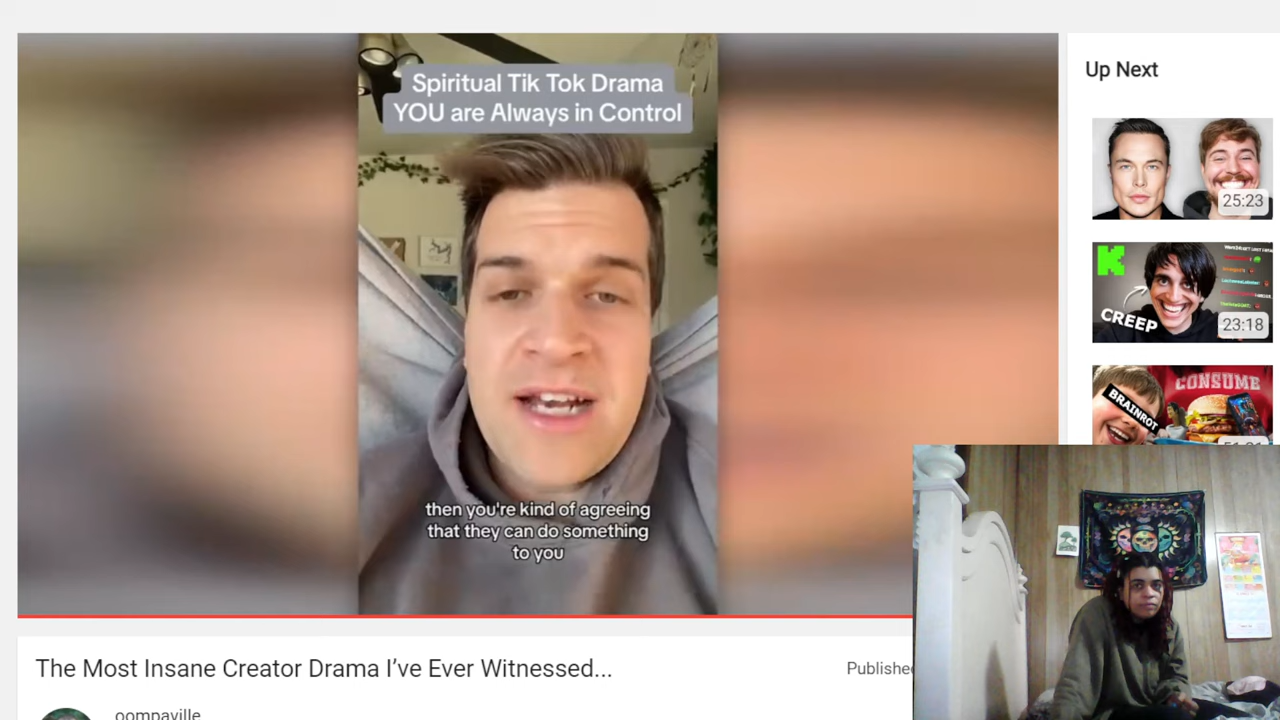 Spiritual Tik Tok Drama
YOU are Always in Control
then you're kind of agreeing
that they can do something
to you
Up Next
25:23
CREEP
23:18
CONSUME
BRAINROT
The Most Insane Creator Drama I’ve Ever Witnessed...
Published
oompaville